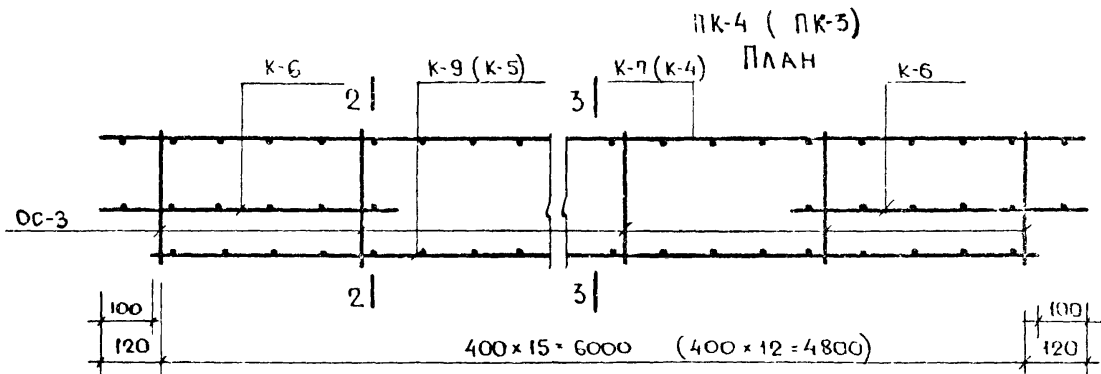 ПК-4 ( ПК-3)
ПЛАН
К-6
К-9 (К-5)
К-7 (К-4)
К-6
2
3
ОС-3
2
3
100
100
120
400 х 15 = 6000 (400 х 12 = 4800)
120